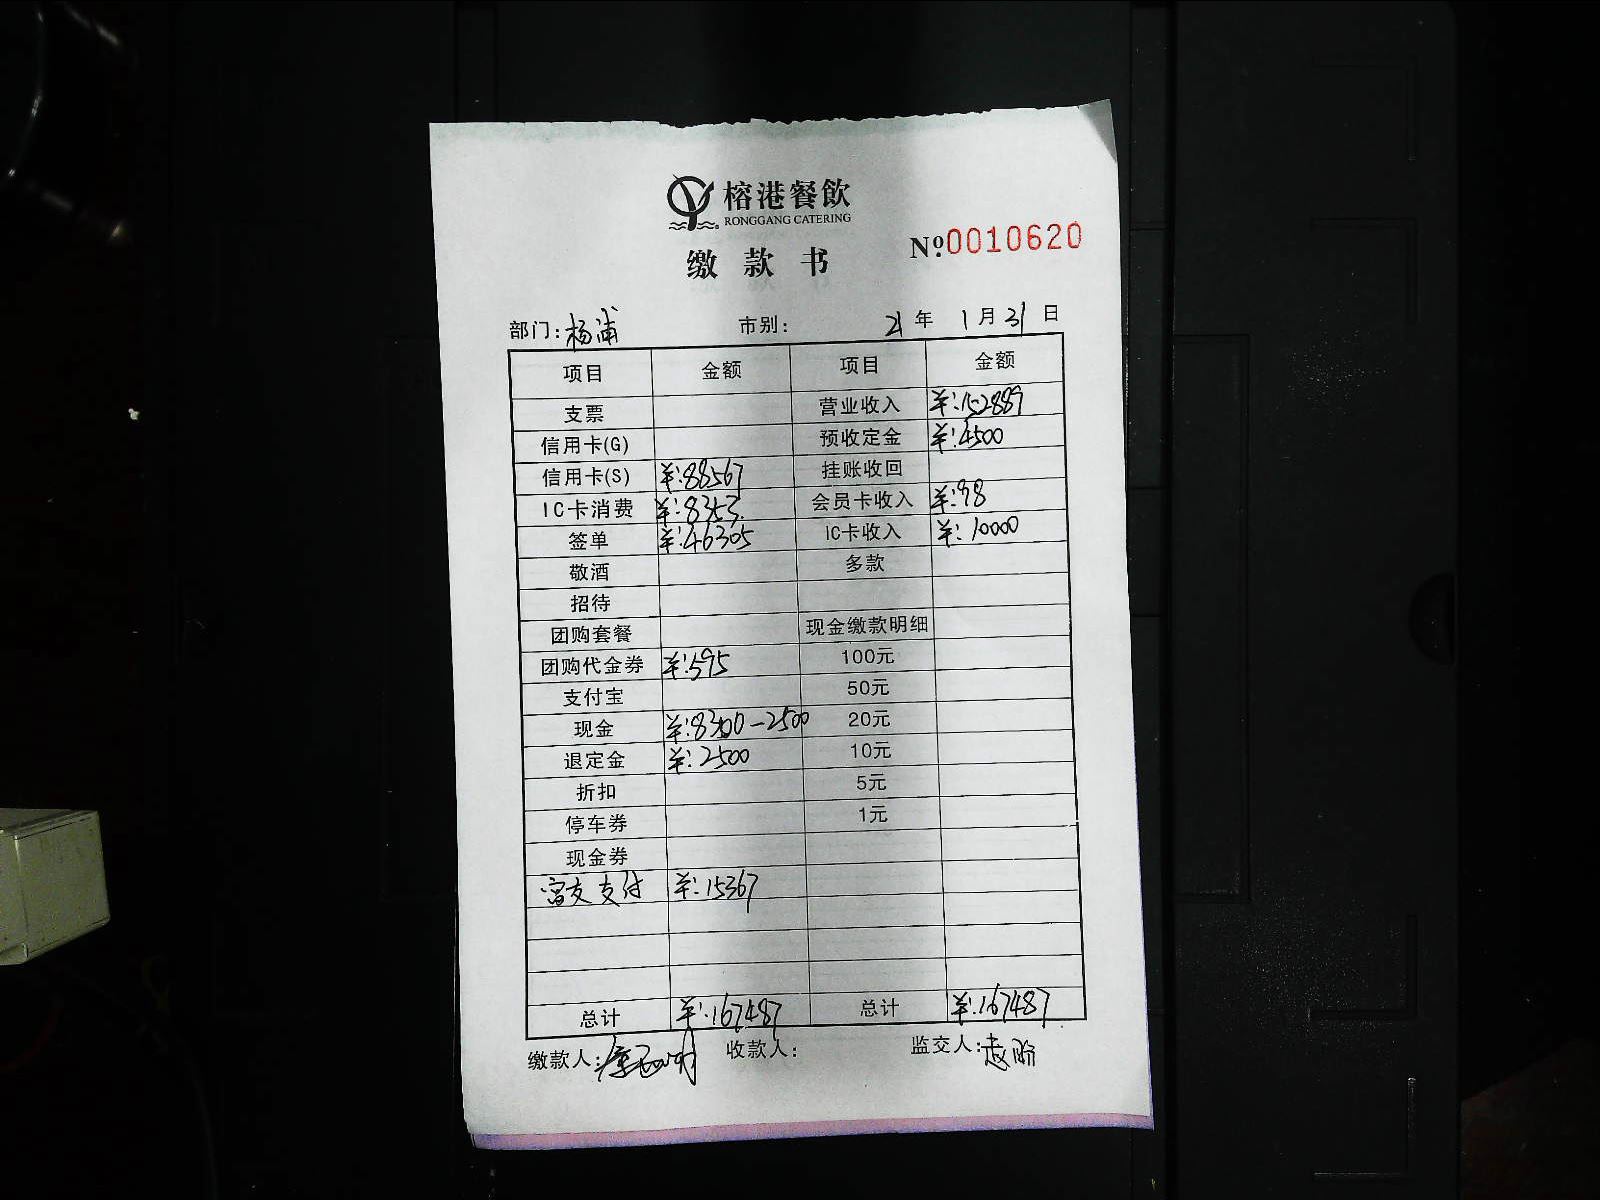 榕港餐飲
RONGGANG CATERING
缴款书 Nº 0010620
部门:杨浦 市别: 21年 1月31日
项目 金额 项目 金额
支票 营业收入 ¥:152889
信用卡(G) 预收定金 ¥:4500
信用卡(S) ¥:88567 挂账收回
IC卡消费 ¥:8353 会员卡收入 ¥:98
签单 ¥:46305 IC卡收入 ¥:10000
敬酒 多款
招待
团购套餐 现金缴款明细
团购代金券 ¥:595 100元
支付宝 50元
现金 ¥:8300-2500 20元
退定金 ¥:2500 10元
折扣 5元
停车券 1元
现金券
富友支付 ¥:15367
总计 ¥:167487 总计 ¥:167487
缴款人: 收款人: 监交人: